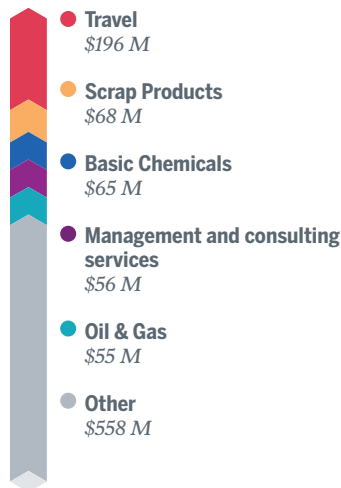 Travel
$196 M
Scrap Products
$68 M
Basic Chemicals
$65 M
Management and consulting
services
$56 M
Oil & Gas
$55 M
Other
$558 M